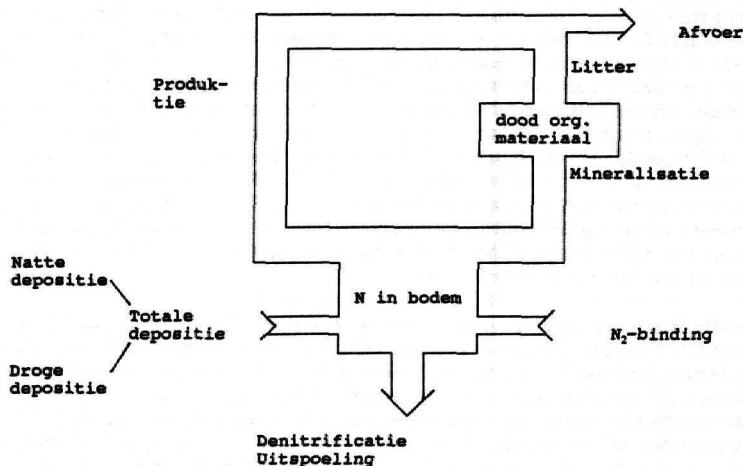 Afvoer
Produk-
tie
Litter
dood org.
materiaal
Mineralisatie
Natte
depositie
N in bodem
Totale
depositie
N₂-binding
Droge
depositie
Denitrificatie
Uitspoeling